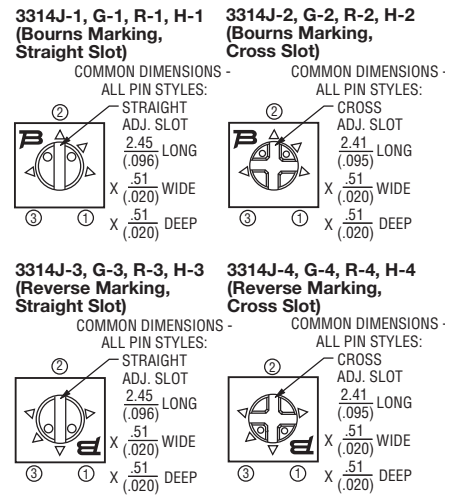 3314J-1, G-1, R-1, H-1
(Bourns Marking,
Straight Slot)
COMMON DIMENSIONS -
ALL PIN STYLES:
STRAIGHT
ADJ. SLOT
2.45
(.096) LONG
X .51
(.020) WIDE
X .51
(.020) DEEP
2
3 1
3314J-2, G-2, R-2, H-2
(Bourns Marking,
Cross Slot)
COMMON DIMENSIONS -
ALL PIN STYLES:
CROSS
ADJ. SLOT
2.41
(.095) LONG
X .51
(.020) WIDE
X .51
(.020) DEEP
2
3 1
3314J-3, G-3, R-3, H-3
(Reverse Marking,
Straight Slot)
COMMON DIMENSIONS -
ALL PIN STYLES:
STRAIGHT
ADJ. SLOT
2.45
(.096) LONG
X .51
(.020) WIDE
X .51
(.020) DEEP
2
3 1
3314J-4, G-4, R-4, H-4
(Reverse Marking,
Cross Slot)
COMMON DIMENSIONS -
ALL PIN STYLES:
CROSS
ADJ. SLOT
2.41
(.095) LONG
X .51
(.020) WIDE
X .51
(.020) DEEP
2
3 1